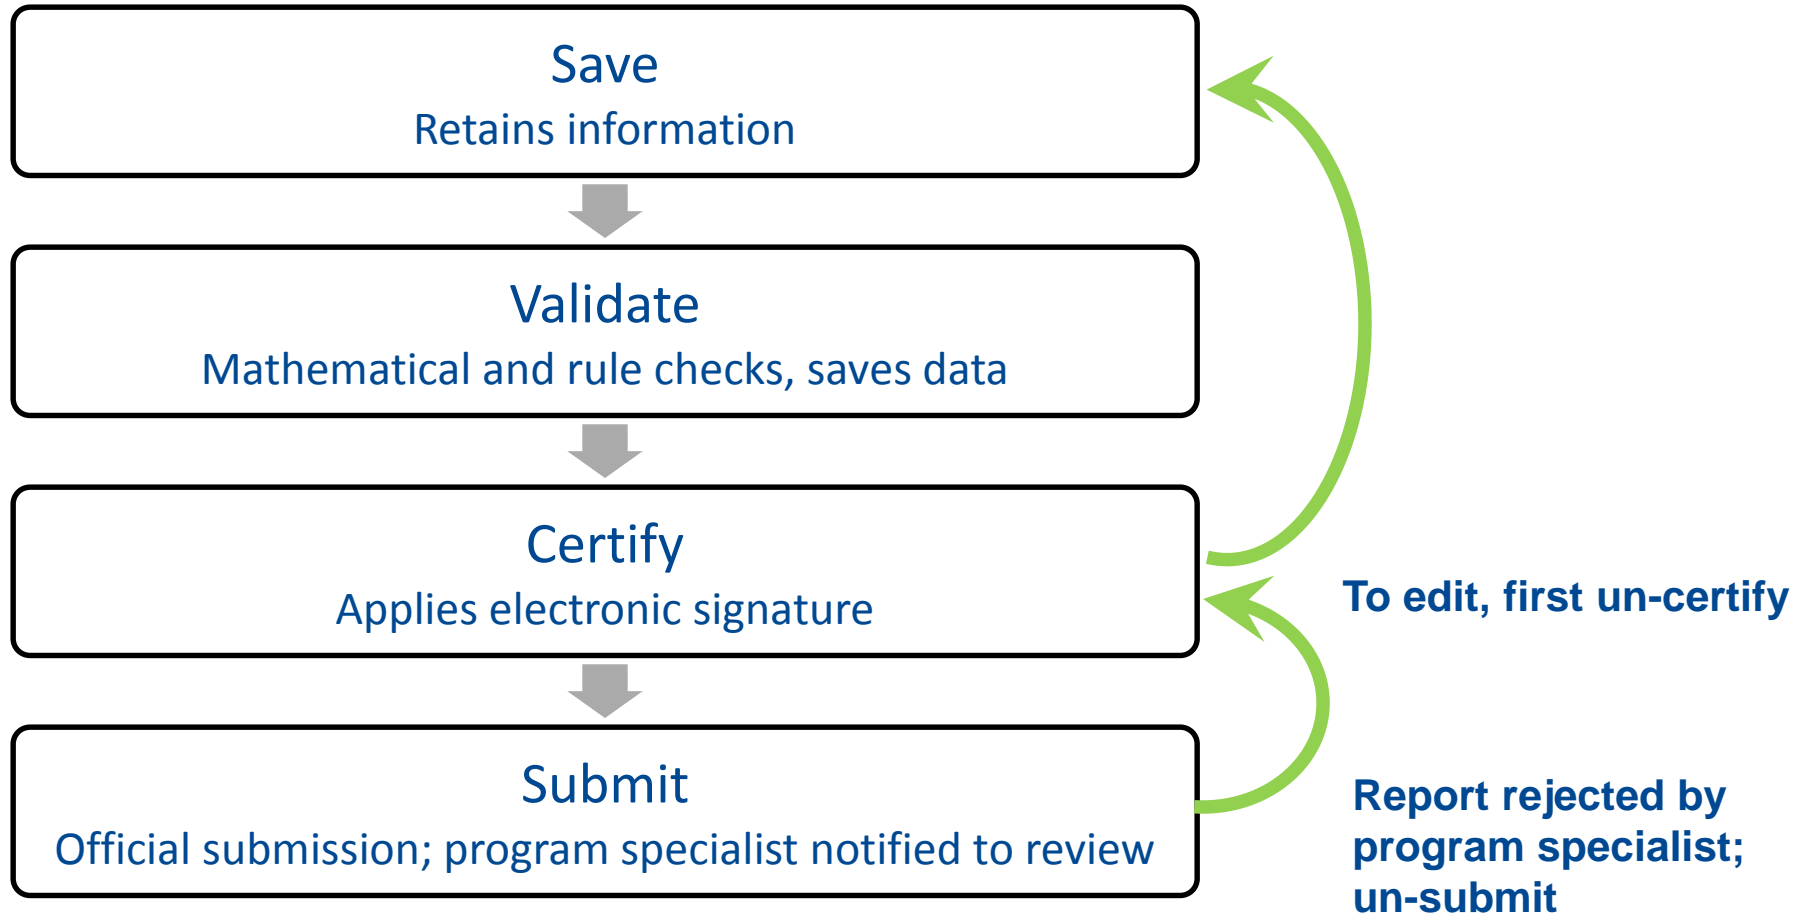 Save
Retains information
Validate
Mathematical and rule checks, saves data
Certify
Applies electronic signature
To edit, first un-certify
Submit
Official submission; program specialist notified to review
Report rejected by
program specialist;
un-submit